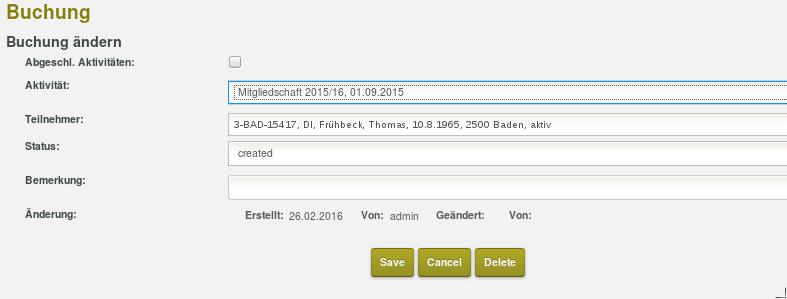 Buchung
Buchung ändern
Abgeschl. Aktivitäten:
Aktivität: Mitgliedschaft 2015/16, 01.09.2015
Teilnehmer: 3-BAD-15417, DI, Frühbeck, Thomas, 10.8.1965, 2500 Baden, aktiv
Status: created
Bemerkung:
Änderung: Erstellt: 26.02.2016 Von: admin Geändert: Von:
Save Cancel Delete